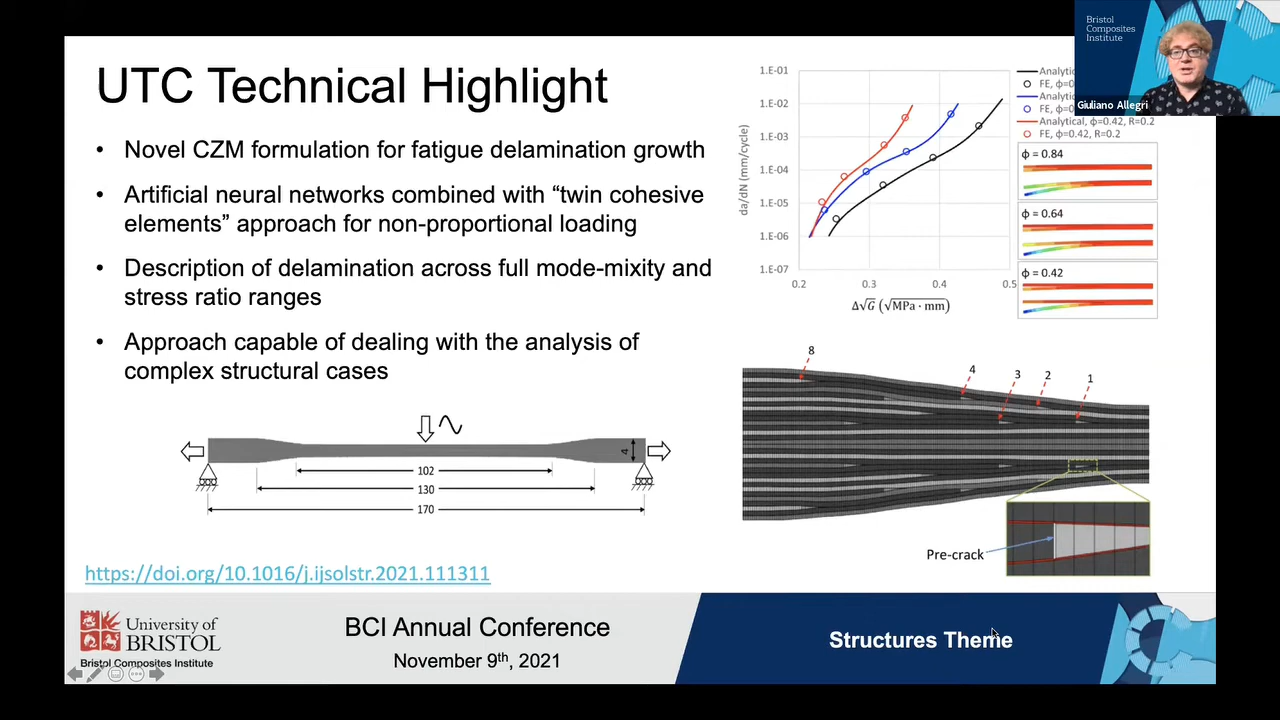 UTC Technical Highlight
• Novel CZM formulation for fatigue delamination growth
• Artificial neural networks combined with “twin cohesive
elements” approach for non-proportional loading
• Description of delamination across full mode-mixity and
stress ratio ranges
• Approach capable of dealing with the analysis of
complex structural cases
4
102
130
170
https://doi.org/10.1016/j.ijsolstr.2021.111311
Bristol
Composites
Institute
Giuliano Allegri
da/dN (mm/cycle)
1.E-01
1.E-02
1.E-03
1.E-04
1.E-05
1.E-06
1.E-07
0.2
0.3
0.4
0.5
Δ√G (√MPa · mm)
FE, ϕ=0
FE, ϕ=0
Analytical, ϕ=0.42, R=0.2
FE, ϕ=0.42, R=0.2
ϕ = 0.84
ϕ = 0.64
ϕ = 0.42
8
4
3
2
1
Pre-crack
University of
BRISTOL
Bristol Composites Institute
BCI Annual Conference
November 9th, 2021
Structures Theme